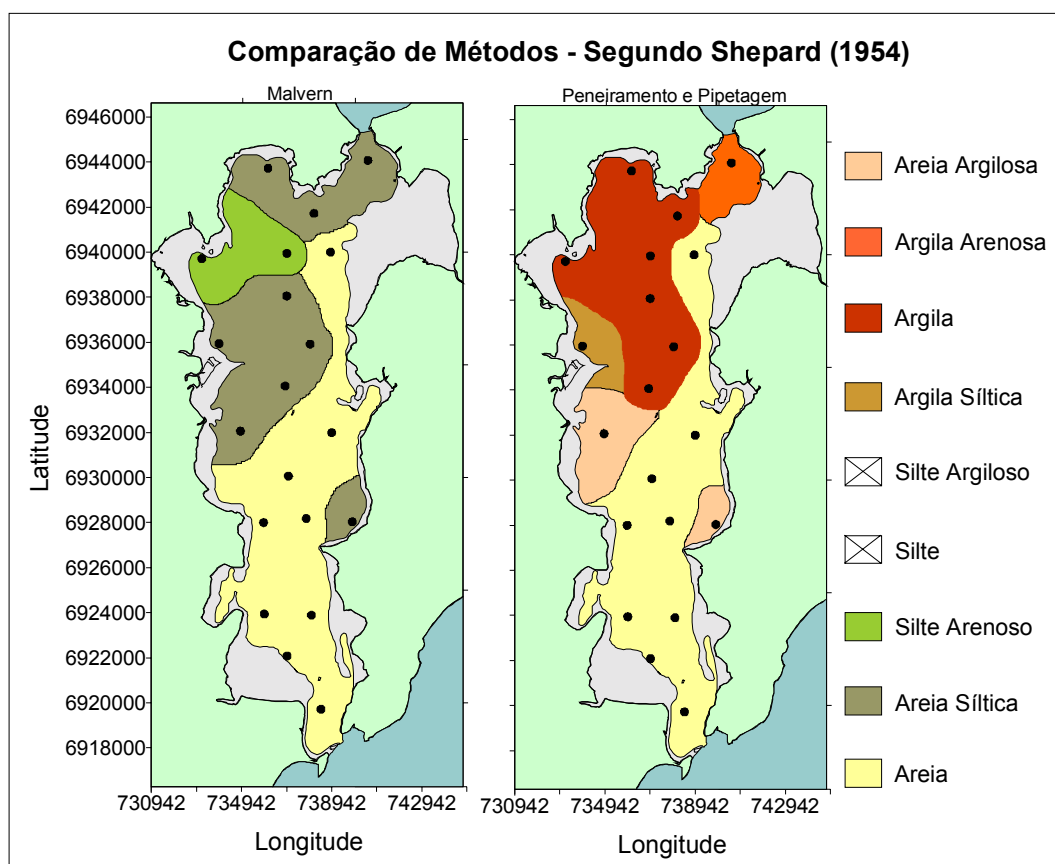 Comparação de Métodos - Segundo Shepard (1954)
Malvern
Peneiramento e Pipetagem
6946000
6944000
6942000
6940000
6938000
6936000
6934000
6932000
6930000
6928000
6926000
6924000
6922000
6920000
6918000
Latitude
730942 734942 738942 742942
Longitude
730942 734942 738942 742942
Longitude
Areia Argilosa
Argila Arenosa
Argila
Argila Síltica
Silte Argiloso
Silte
Silte Arenoso
Areia Síltica
Areia